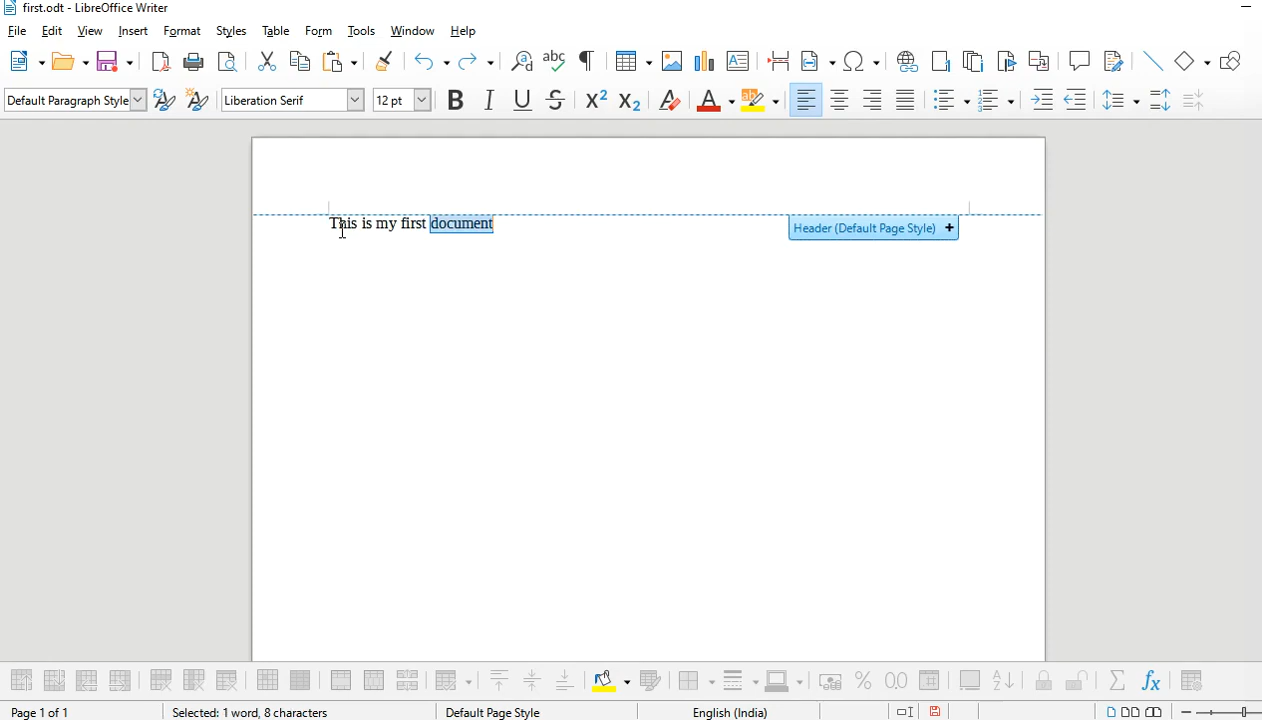 first.odt - LibreOffice Writer
File Edit View Insert Format Styles Table Form Tools Window Help
Default Paragraph Style Liberation Serif 12 pt
This is my first document
Header (Default Page Style) +
Page 1 of 1 Selected: 1 word, 8 characters Default Page Style English (India)